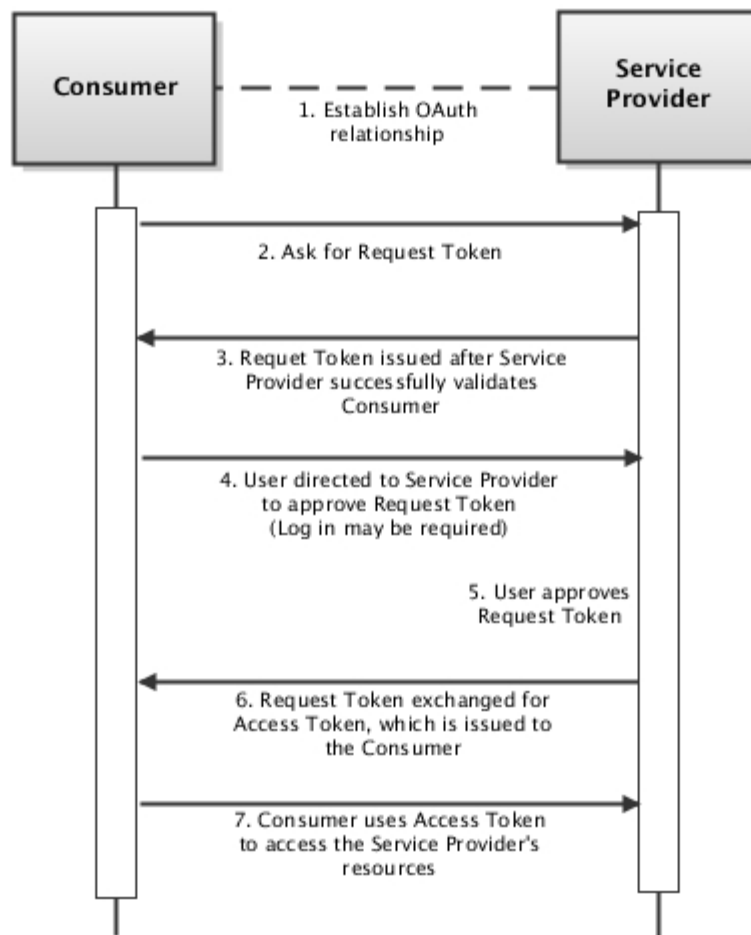 Consumer
Service
Provider
1. Establish OAuth
relationship
2. Ask for Request Token
3. Requet Token issued after Service
Provider successfully validates
Consumer
4. User directed to Service Provider
to approve Request Token
(Log in may be required)
5. User approves
Request Token
6. Request Token exchanged for
Access Token, which is issued to
the Consumer
7. Consumer uses Access Token
to access the Service Provider's
resources